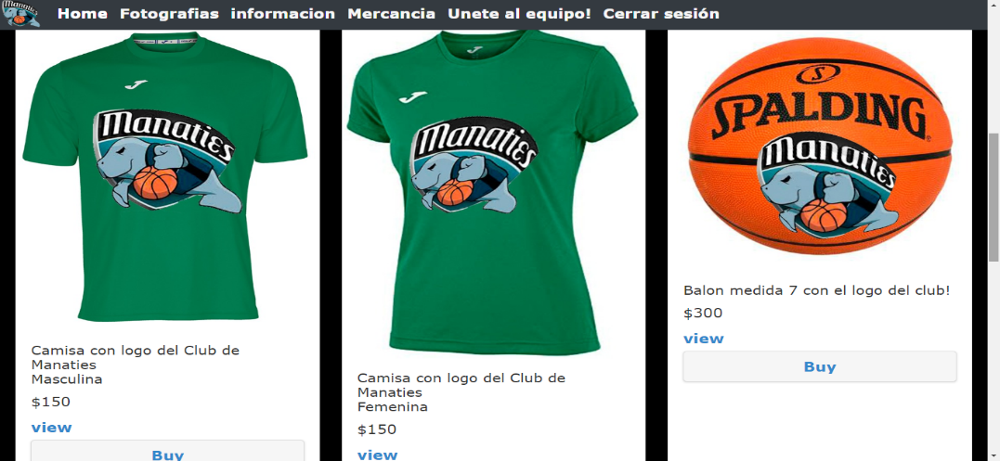 Home Fotografias informacion Mercancia Unete al equipo! Cerrar sesión
Manaties
Camisa con logo del Club de
Manaties
Masculina
$150
view
Buy
Manaties
Camisa con logo del Club de
Manaties
Femenina
$150
view
SPALDING
Manaties
Balon medida 7 con el logo del club!
$300
view
Buy